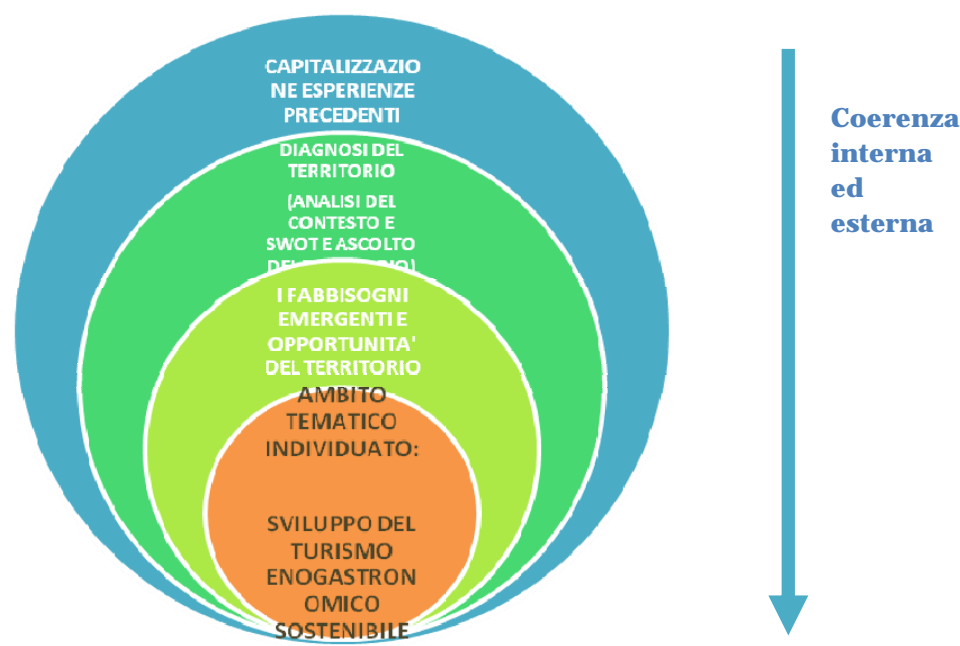 CAPITALIZZAZIO
NE ESPERIENZE
PRECEDENTI
DIAGNOSI DEL
TERRITORIO
(ANALISI DEL
CONTESTO E
SWOT E ASCOLTO
I FABBISOGNI
EMERGENTI E
OPPORTUNITA'
DEL TERRITORIO
AMBITO
TEMATICO
INDIVIDUATO:
SVILUPPO DEL
TURISMO
ENOGASTRON
OMICO
SOSTENIBILE
Coerenza
interna
ed
esterna